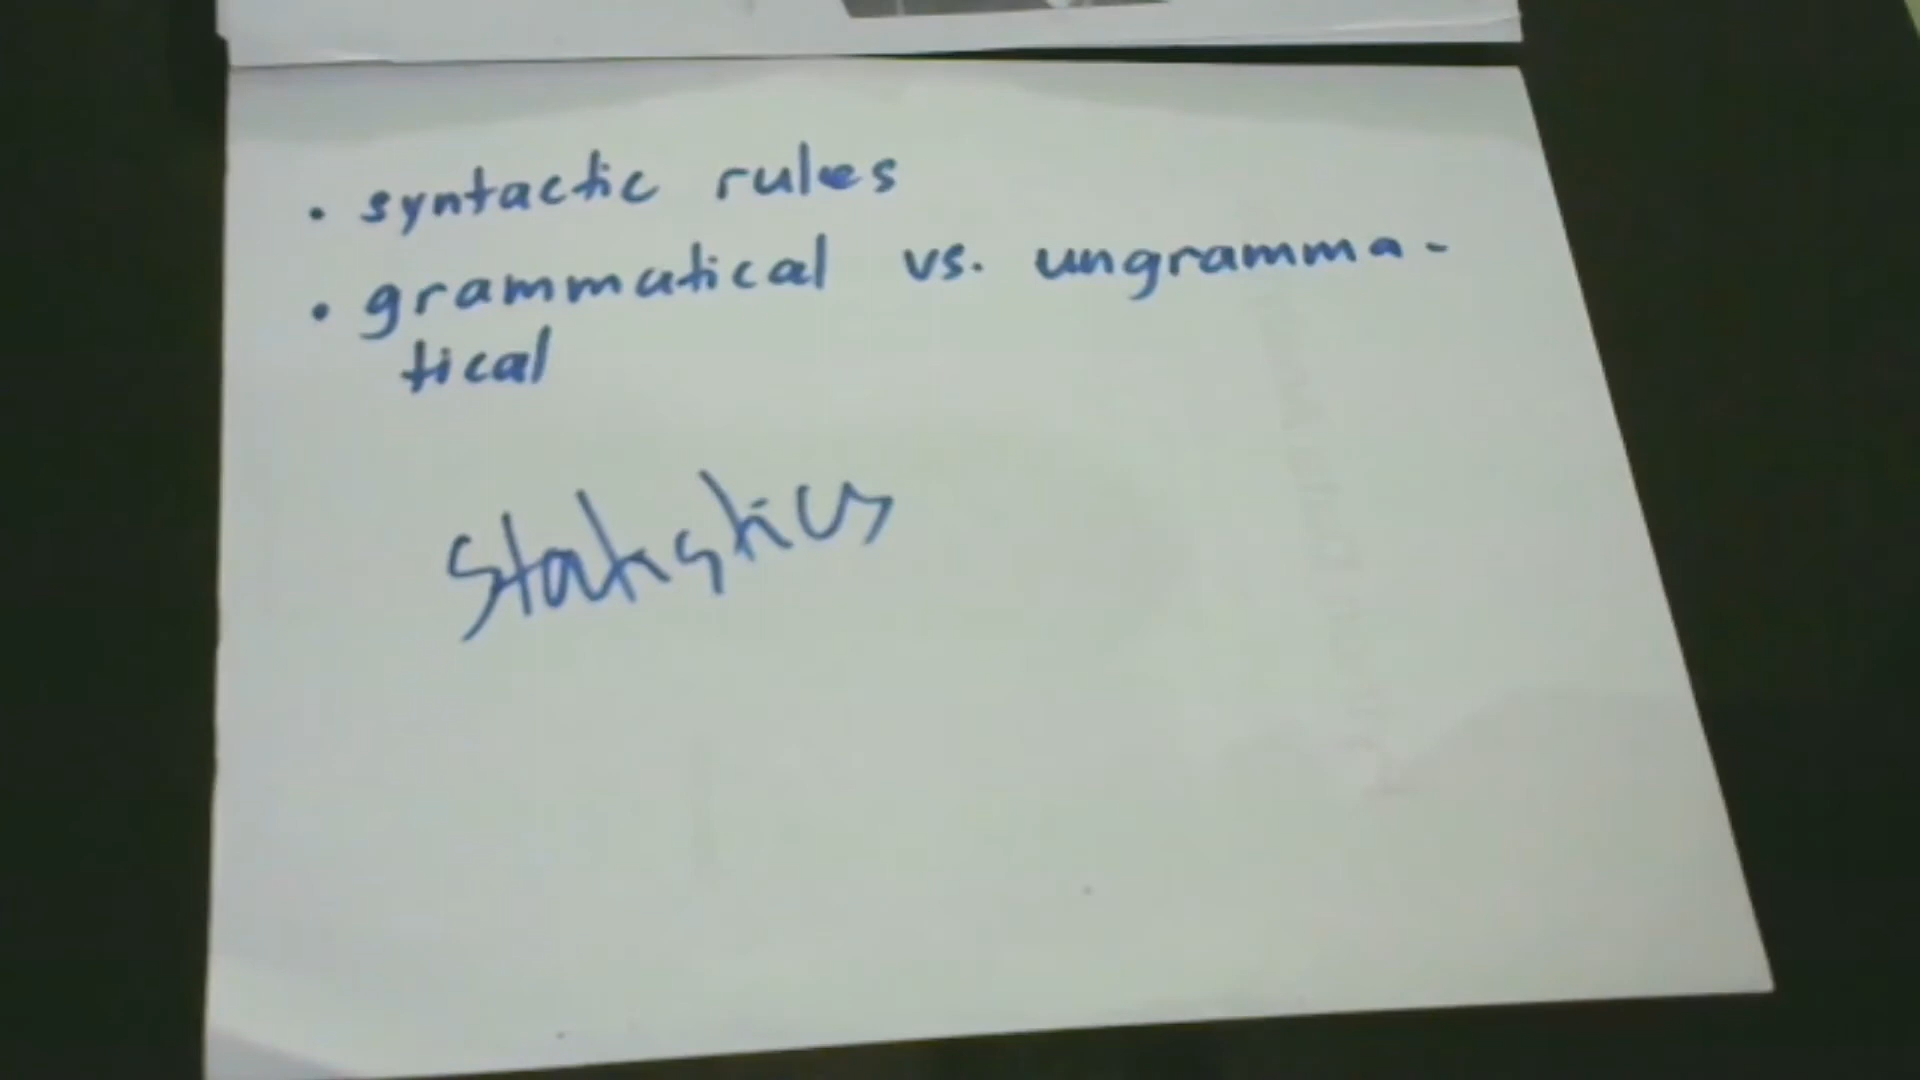 • syntactic rules
• grammatical vs. ungramma-
tical
Statistics